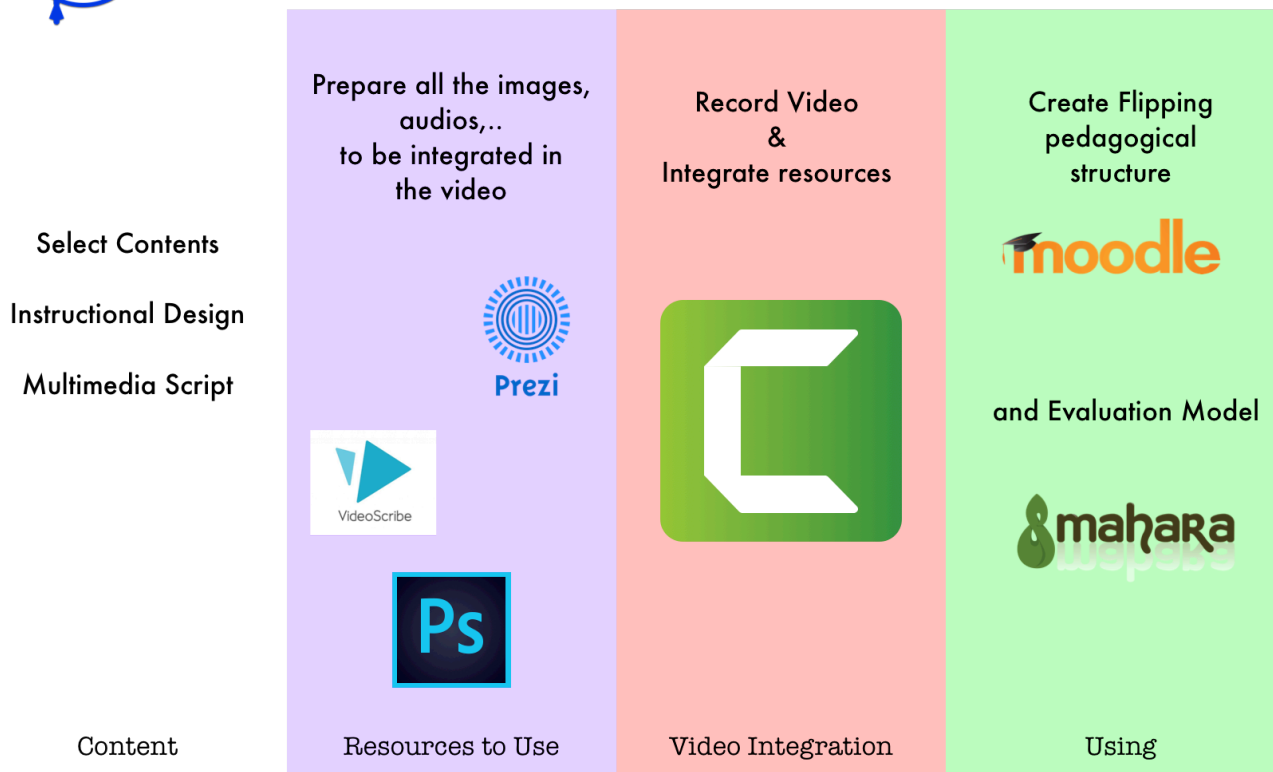 Select Contents
Instructional Design
Multimedia Script
Content
Prepare all the images,
audios,..
to be integrated in
the video
Prezi
VideoScribe
Ps
Resources to Use
Record Video
&
Integrate resources
Video Integration
Create Flipping
pedagogical
structure
moodle
and Evaluation Model
mahara
Using